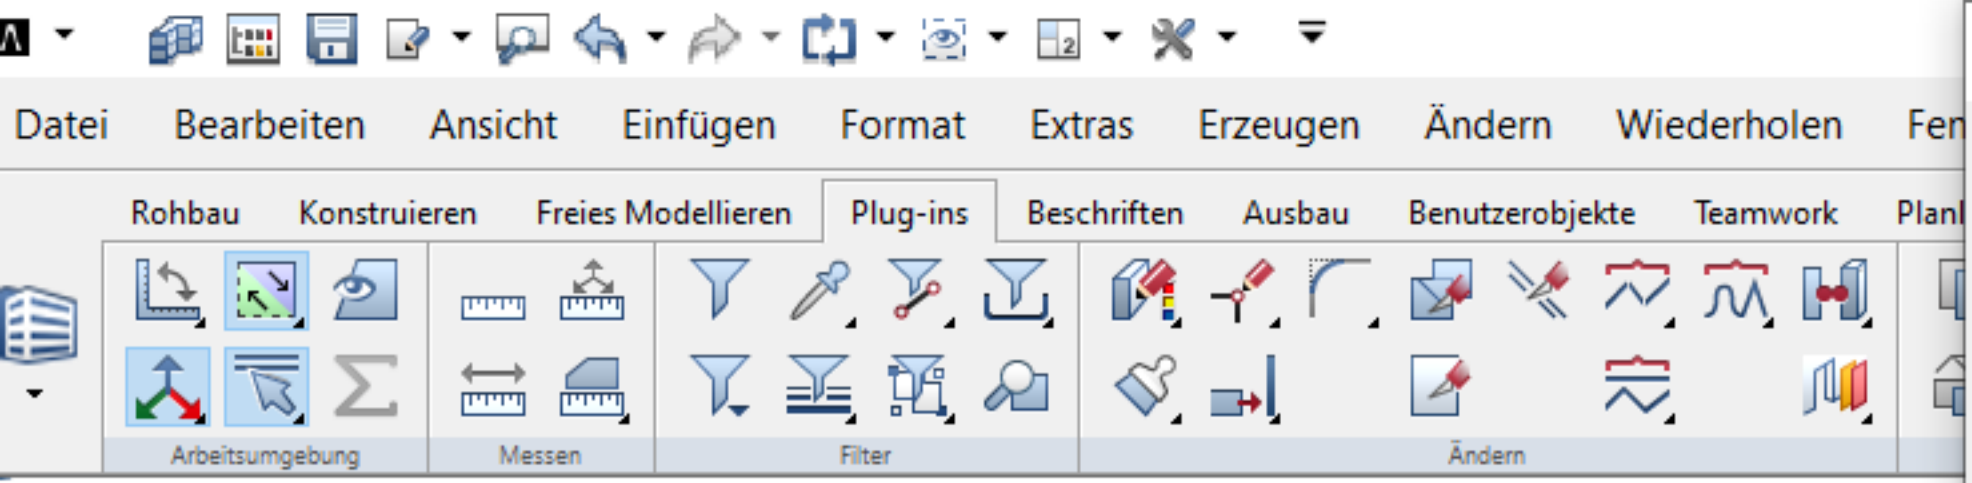 2
Datei Bearbeiten Ansicht Einfügen Format Extras Erzeugen Ändern Wiederholen
Rohbau Konstruieren Freies Modellieren Plug-ins Beschriften Ausbau Benutzerobjekte Teamwork
Arbeitsumgebung Messen Filter Ändern